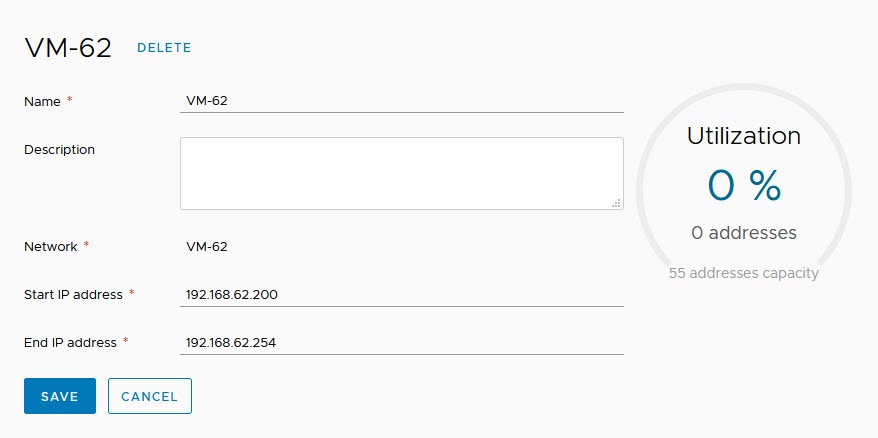 VM-62 DELETE
Name * VM-62
Description
Network * VM-62
Start IP address * 192.168.62.200
End IP address * 192.168.62.254
SAVE CANCEL
Utilization
0 %
0 addresses
55 addresses capacity